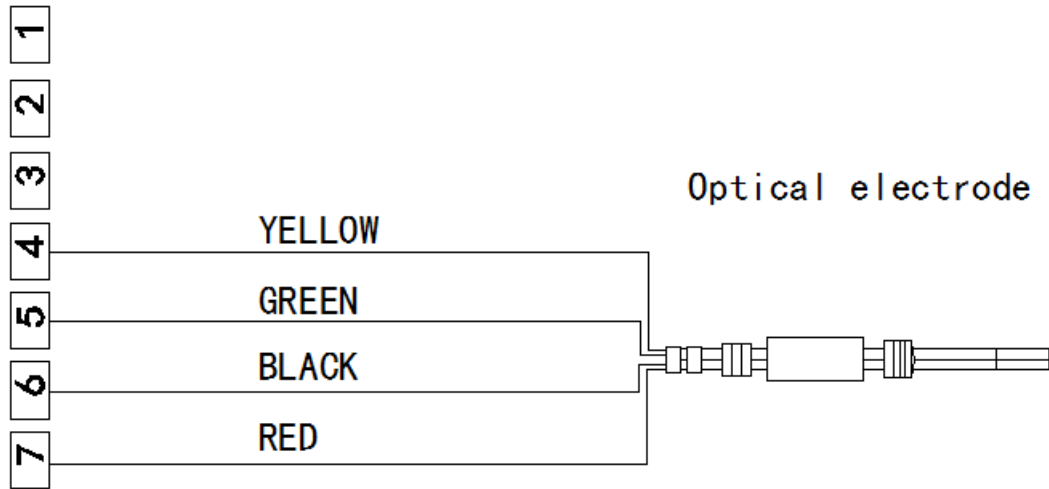 1
2
3
Optical electrode
4
YELLOW
5
GREEN
6
BLACK
7
RED